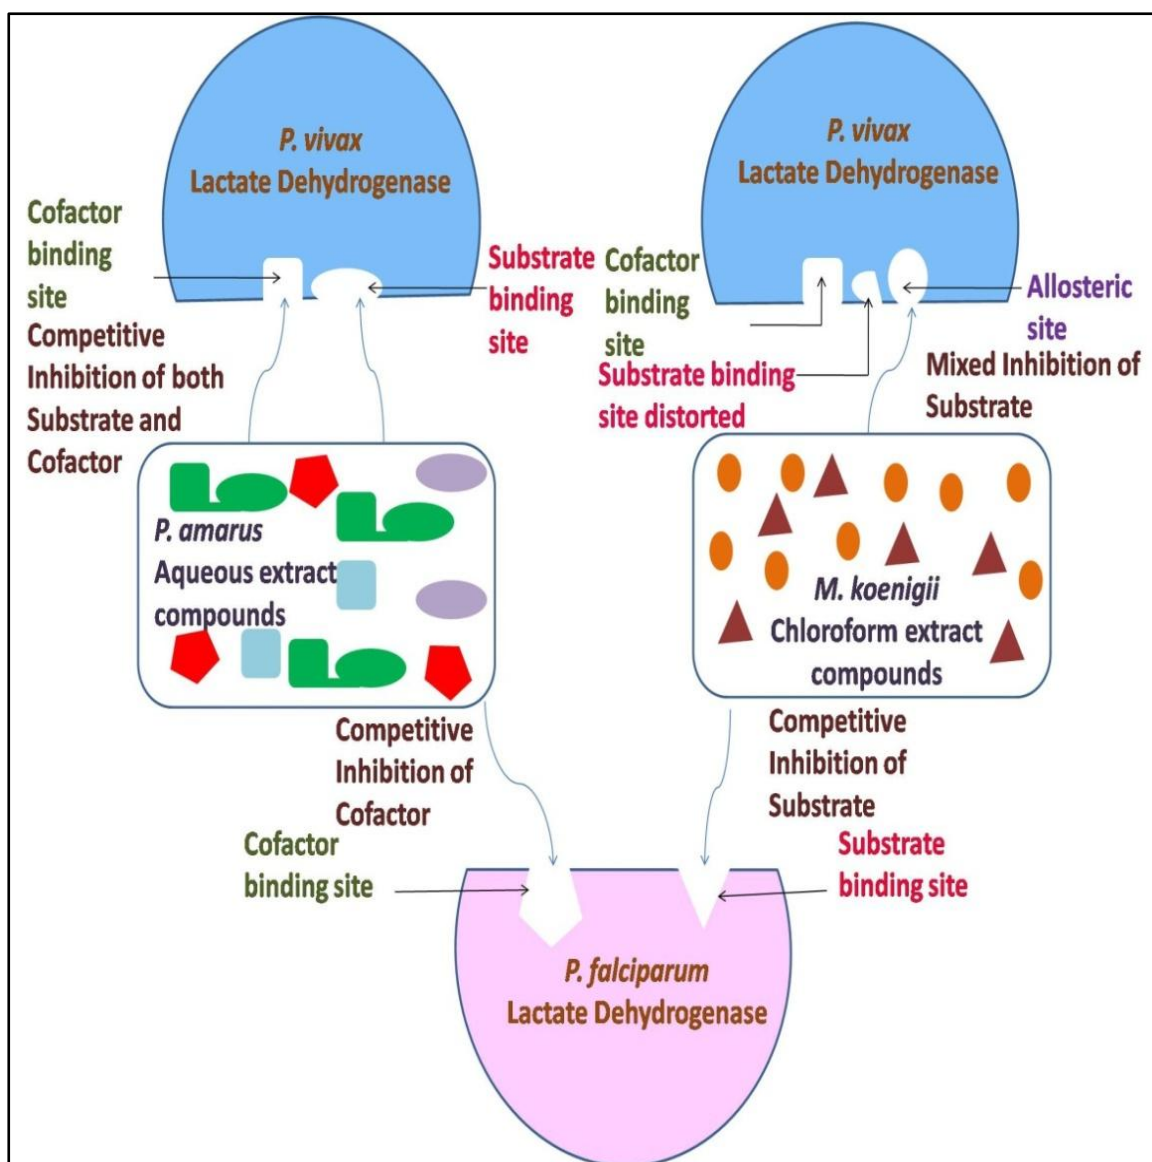 P. vivax
Lactate Dehydrogenase
Cofactor
binding
site
Substrate
binding
site
Competitive
Inhibition of both
Substrate and
Cofactor
P. vivax
Lactate Dehydrogenase
Cofactor
binding
site
Allosteric
site
Substrate binding
site distorted
Mixed Inhibition of
Substrate
P. amarus
Aqueous extract
compounds
M. koenigii
Chloroform extract
compounds
Competitive
Inhibition of
Cofactor
Competitive
Inhibition of
Substrate
Cofactor
binding site
Substrate
binding site
P. falciparum
Lactate Dehydrogenase